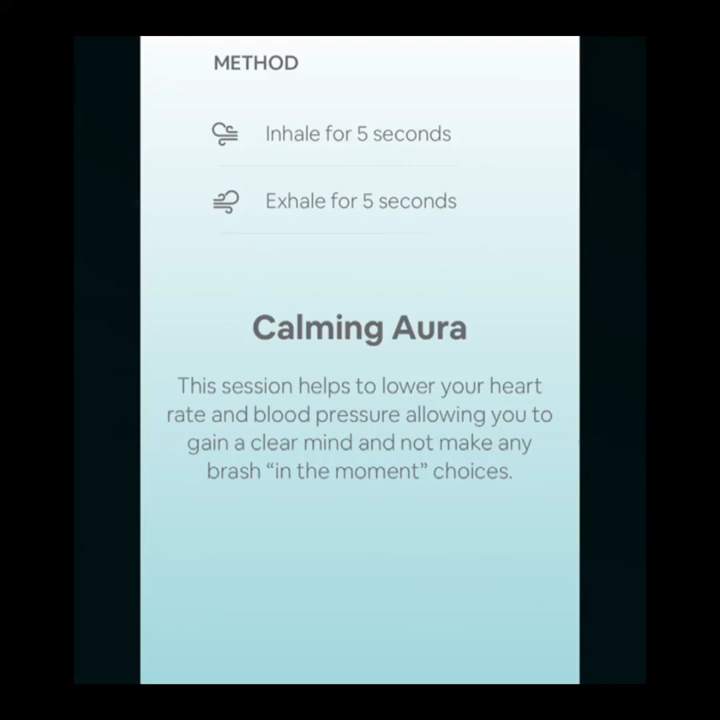 METHOD
Inhale for 5 seconds
Exhale for 5 seconds
Calming Aura
This session helps to lower your heart
rate and blood pressure allowing you to
gain a clear mind and not make any
brash “in the moment” choices.